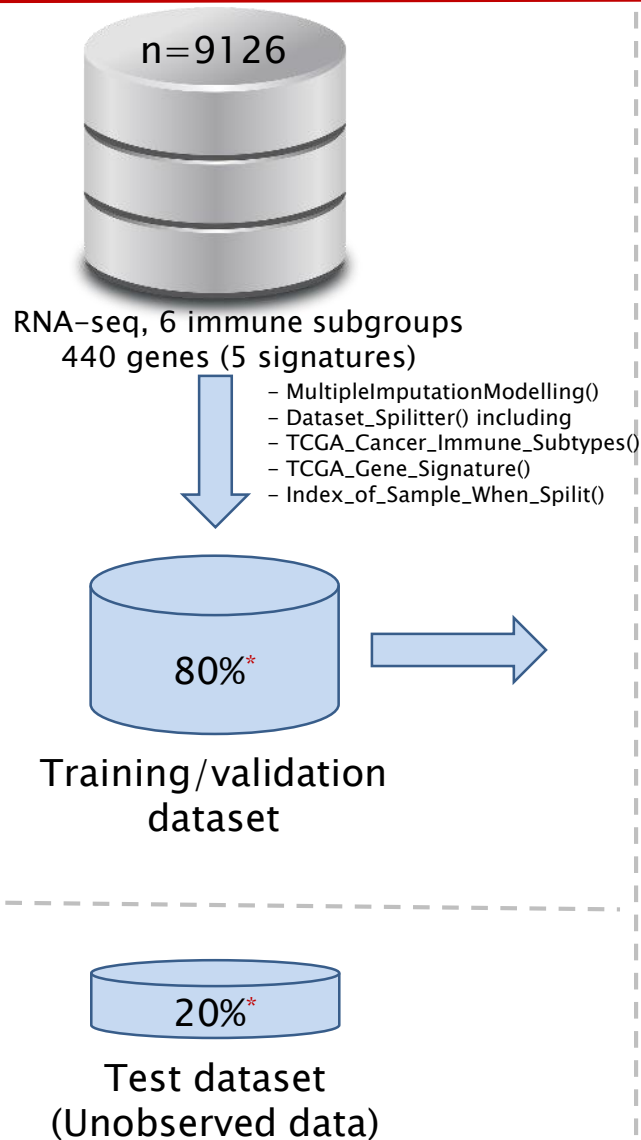 n=9126
RNA-seq, 6 immune subgroups
440 genes (5 signatures)
- MultipleImputationModelling()
- Dataset_Spilitter() including
- TCGA_Cancer_Immune_Subtypes()
- TCGA_Gene_Signature()
- Index_of_Sample_When_Spilit()
80%*
Training/validation
dataset
20%*
Test dataset
(Unobserved data)